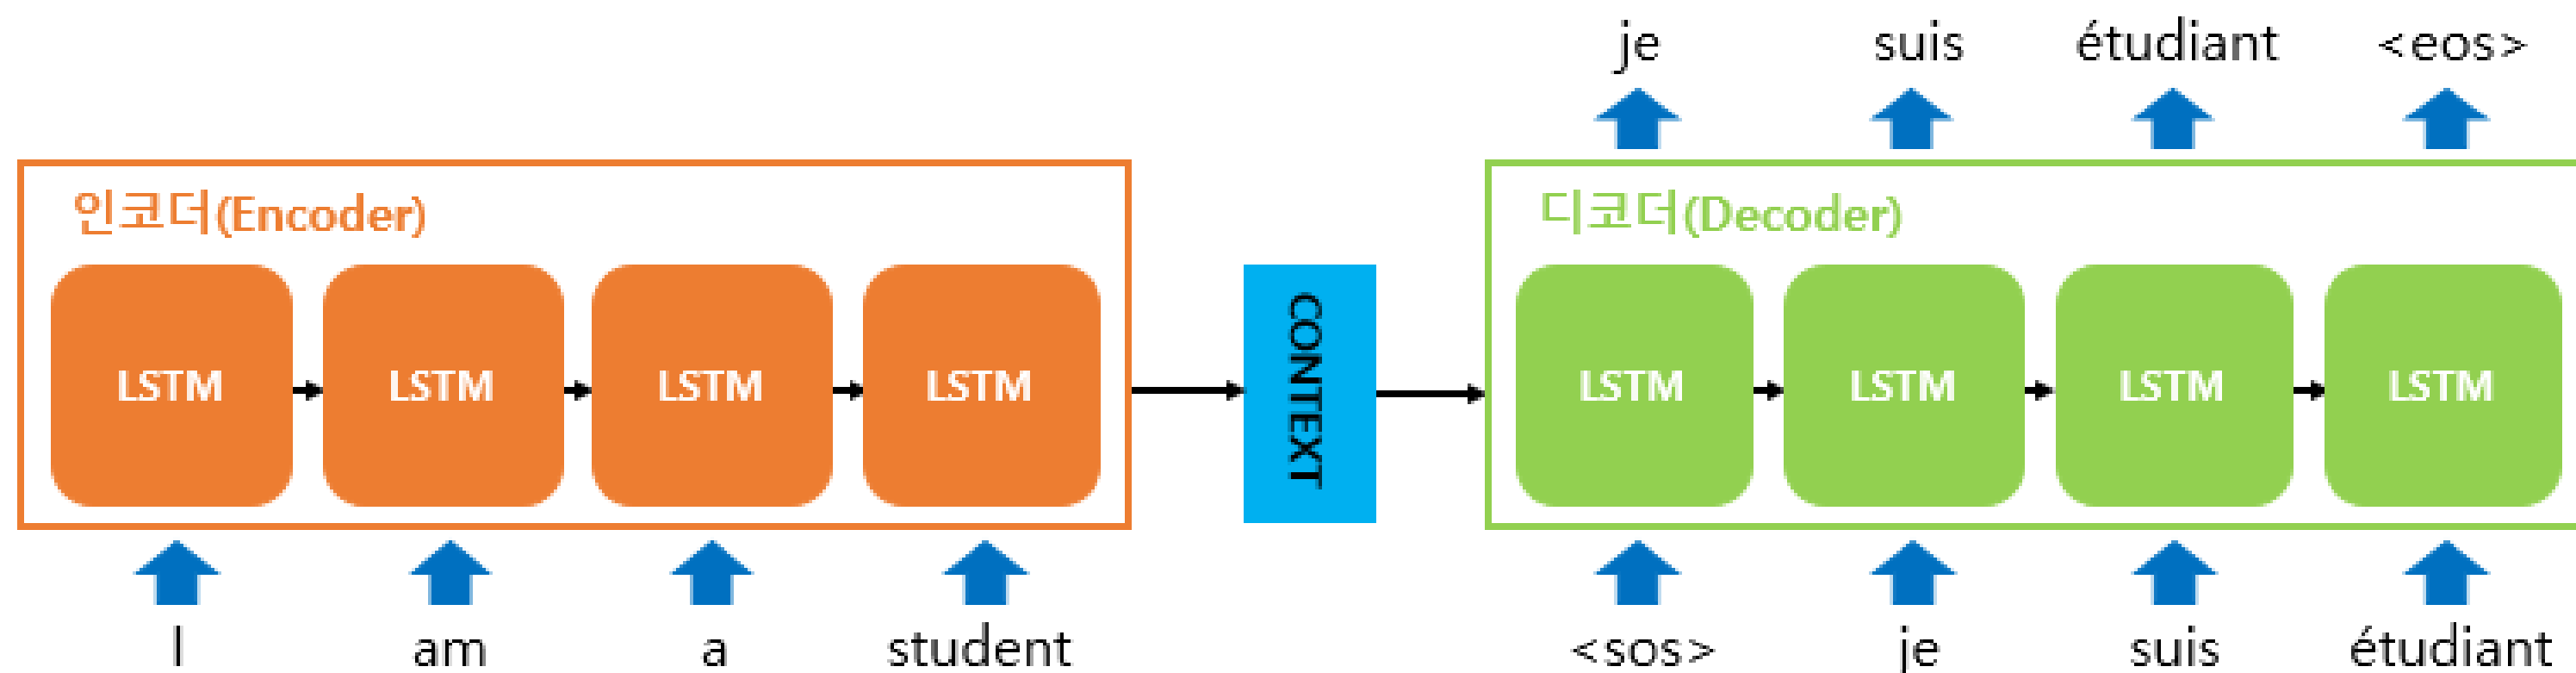 je suis étudiant <eos>
인코더(Encoder)
디코더(Decoder)
LSTM LSTM LSTM LSTM
CONTEXT
LSTM LSTM LSTM LSTM
I am a student
<sos> je suis étudiant